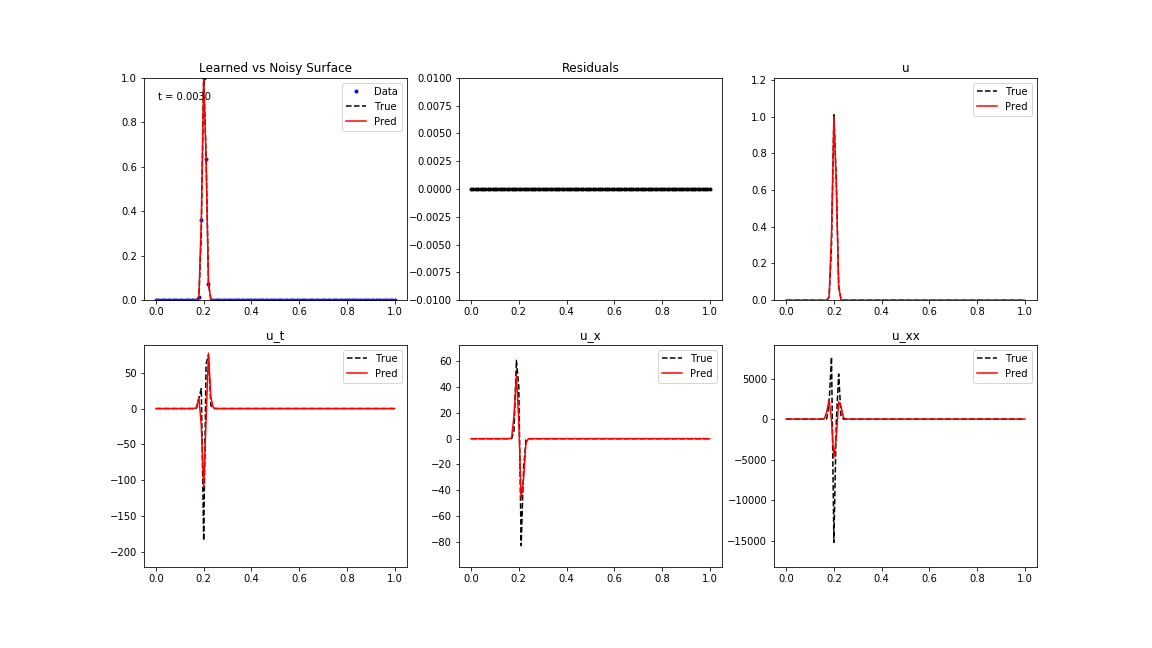 Learned vs Noisy Surface
1.0
0.8
0.6
0.4
0.2
0.0
t = 0.0030
Data
True
Pred
0.0 0.2 0.4 0.6 0.8 1.0
Residuals
0.0100
0.0075
0.0050
0.0025
0.0000
−0.0025
−0.0050
−0.0075
−0.0100
0.0 0.2 0.4 0.6 0.8 1.0
u
1.2
1.0
0.8
0.6
0.4
0.2
0.0
True
Pred
0.0 0.2 0.4 0.6 0.8 1.0
u_t
50
0
−50
−100
−150
−200
True
Pred
0.0 0.2 0.4 0.6 0.8 1.0
u_x
60
40
20
0
−20
−40
−60
−80
True
Pred
0.0 0.2 0.4 0.6 0.8 1.0
u_xx
5000
0
−5000
−10000
−15000
True
Pred
0.0 0.2 0.4 0.6 0.8 1.0